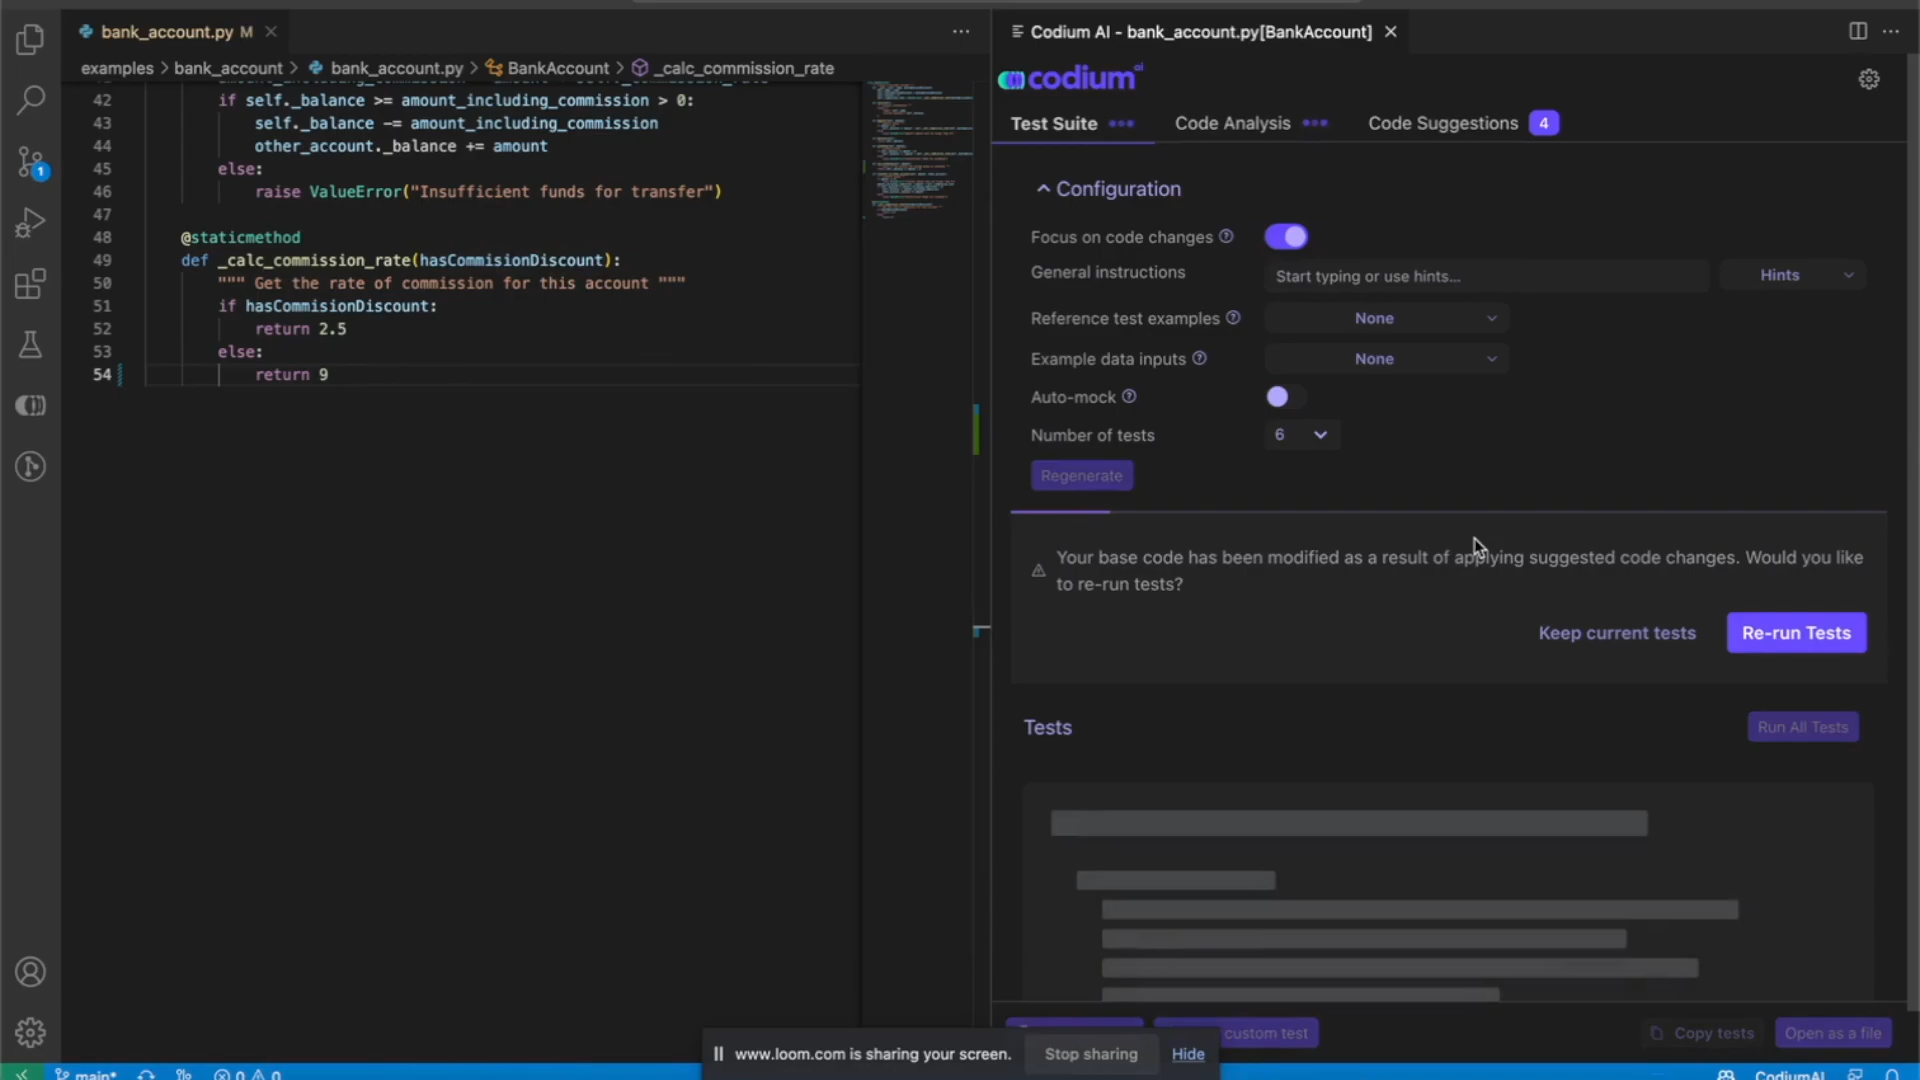 bank_account.py M
examples > bank_account > bank_account.py > BankAccount > _calc_commission_rate
42 if self._balance >= amount_including_commission > 0:
43 self._balance -= amount_including_commission
44 other_account._balance += amount
45 else:
46 raise ValueError("Insufficient funds for transfer")
47
48 @staticmethod
49 def _calc_commission_rate(hasCommisionDiscount):
50 """ Get the rate of commission for this account """
51 if hasCommisionDiscount:
52 return 2.5
53 else:
54 return 9
1
Codium AI - bank_account.py[BankAccount]
codium ai
Test Suite Code Analysis Code Suggestions 4
Configuration
Focus on code changes
General instructions Start typing or use hints... Hints
Reference test examples None
Example data inputs None
Auto-mock
Number of tests 6
Regenerate
Your base code has been modified as a result of applying suggested code changes. Would you like
to re-run tests?
Keep current tests Re-run Tests
Tests Run All Tests
custom test Copy tests Open as a file
www.loom.com is sharing your screen. Stop sharing Hide
main* 0 0 CodiumAI